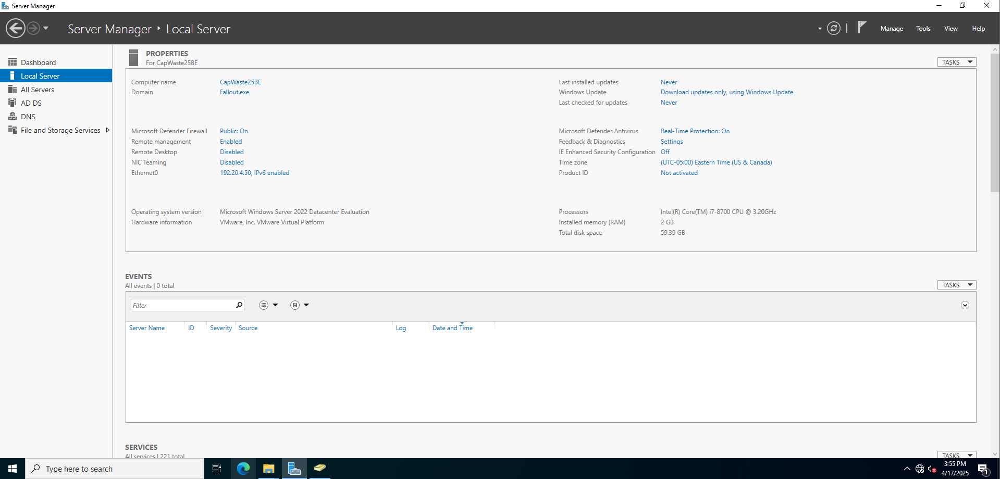 Server Manager
Server Manager ‣ Local Server
Manage Tools View Help
Dashboard
Local Server
All Servers
AD DS
DNS
File and Storage Services
PROPERTIES
For CapWaste25BE
TASKS
Computer name CapWaste25BE
Domain Fallout.exe
Last installed updates Never
Windows Update Download updates only, using Windows Update
Last checked for updates Never
Microsoft Defender Firewall Public: On
Remote management Enabled
Remote Desktop Disabled
NIC Teaming Disabled
Ethernet0 192.20.4.50, IPv6 enabled
Microsoft Defender Antivirus Real-Time Protection: On
Feedback & Diagnostics Settings
IE Enhanced Security Configuration Off
Time zone (UTC-05:00) Eastern Time (US & Canada)
Product ID Not activated
Operating system version Microsoft Windows Server 2022 Datacenter Evaluation
Hardware information VMware, Inc. VMware Virtual Platform
Processors Intel(R) Core(TM) i7-8700 CPU @ 3.20GHz
Installed memory (RAM) 2 GB
Total disk space 59.39 GB
EVENTS
All events | 0 total
TASKS
Filter
Server Name ID Severity Source Log Date and Time
SERVICES
All services | 221 total
TASKS
Type here to search
3:55 PM
4/17/2025
1